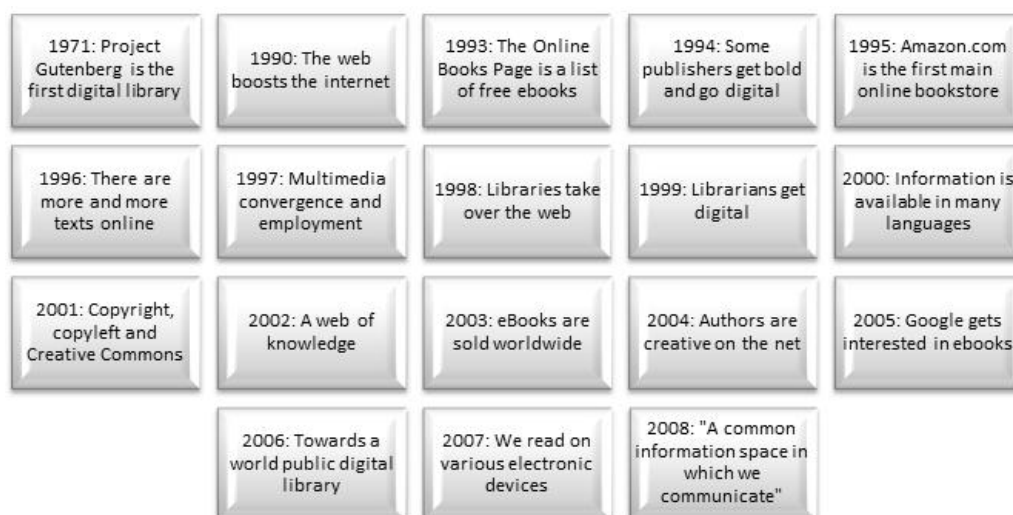 1971: Project
Gutenberg is the
first digital library
1990: The web
boosts the internet
1993: The Online
Books Page is a list
of free ebooks
1994: Some
publishers get bold
and go digital
1995: Amazon.com
is the first main
online bookstore
1996: There are
more and more
texts online
1997: Multimedia
convergence and
employment
1998: Libraries take
over the web
1999: Librarians get
digital
2000: Information is
available in many
languages
2001: Copyright,
copyleft and
Creative Commons
2002: A web of
knowledge
2003: eBooks are
sold worldwide
2004: Authors are
creative on the net
2005: Google gets
interested in ebooks
2006: Towards a
world public digital
library
2007: We read on
various electronic
devices
2008: "A common
information space in
which we
communicate"